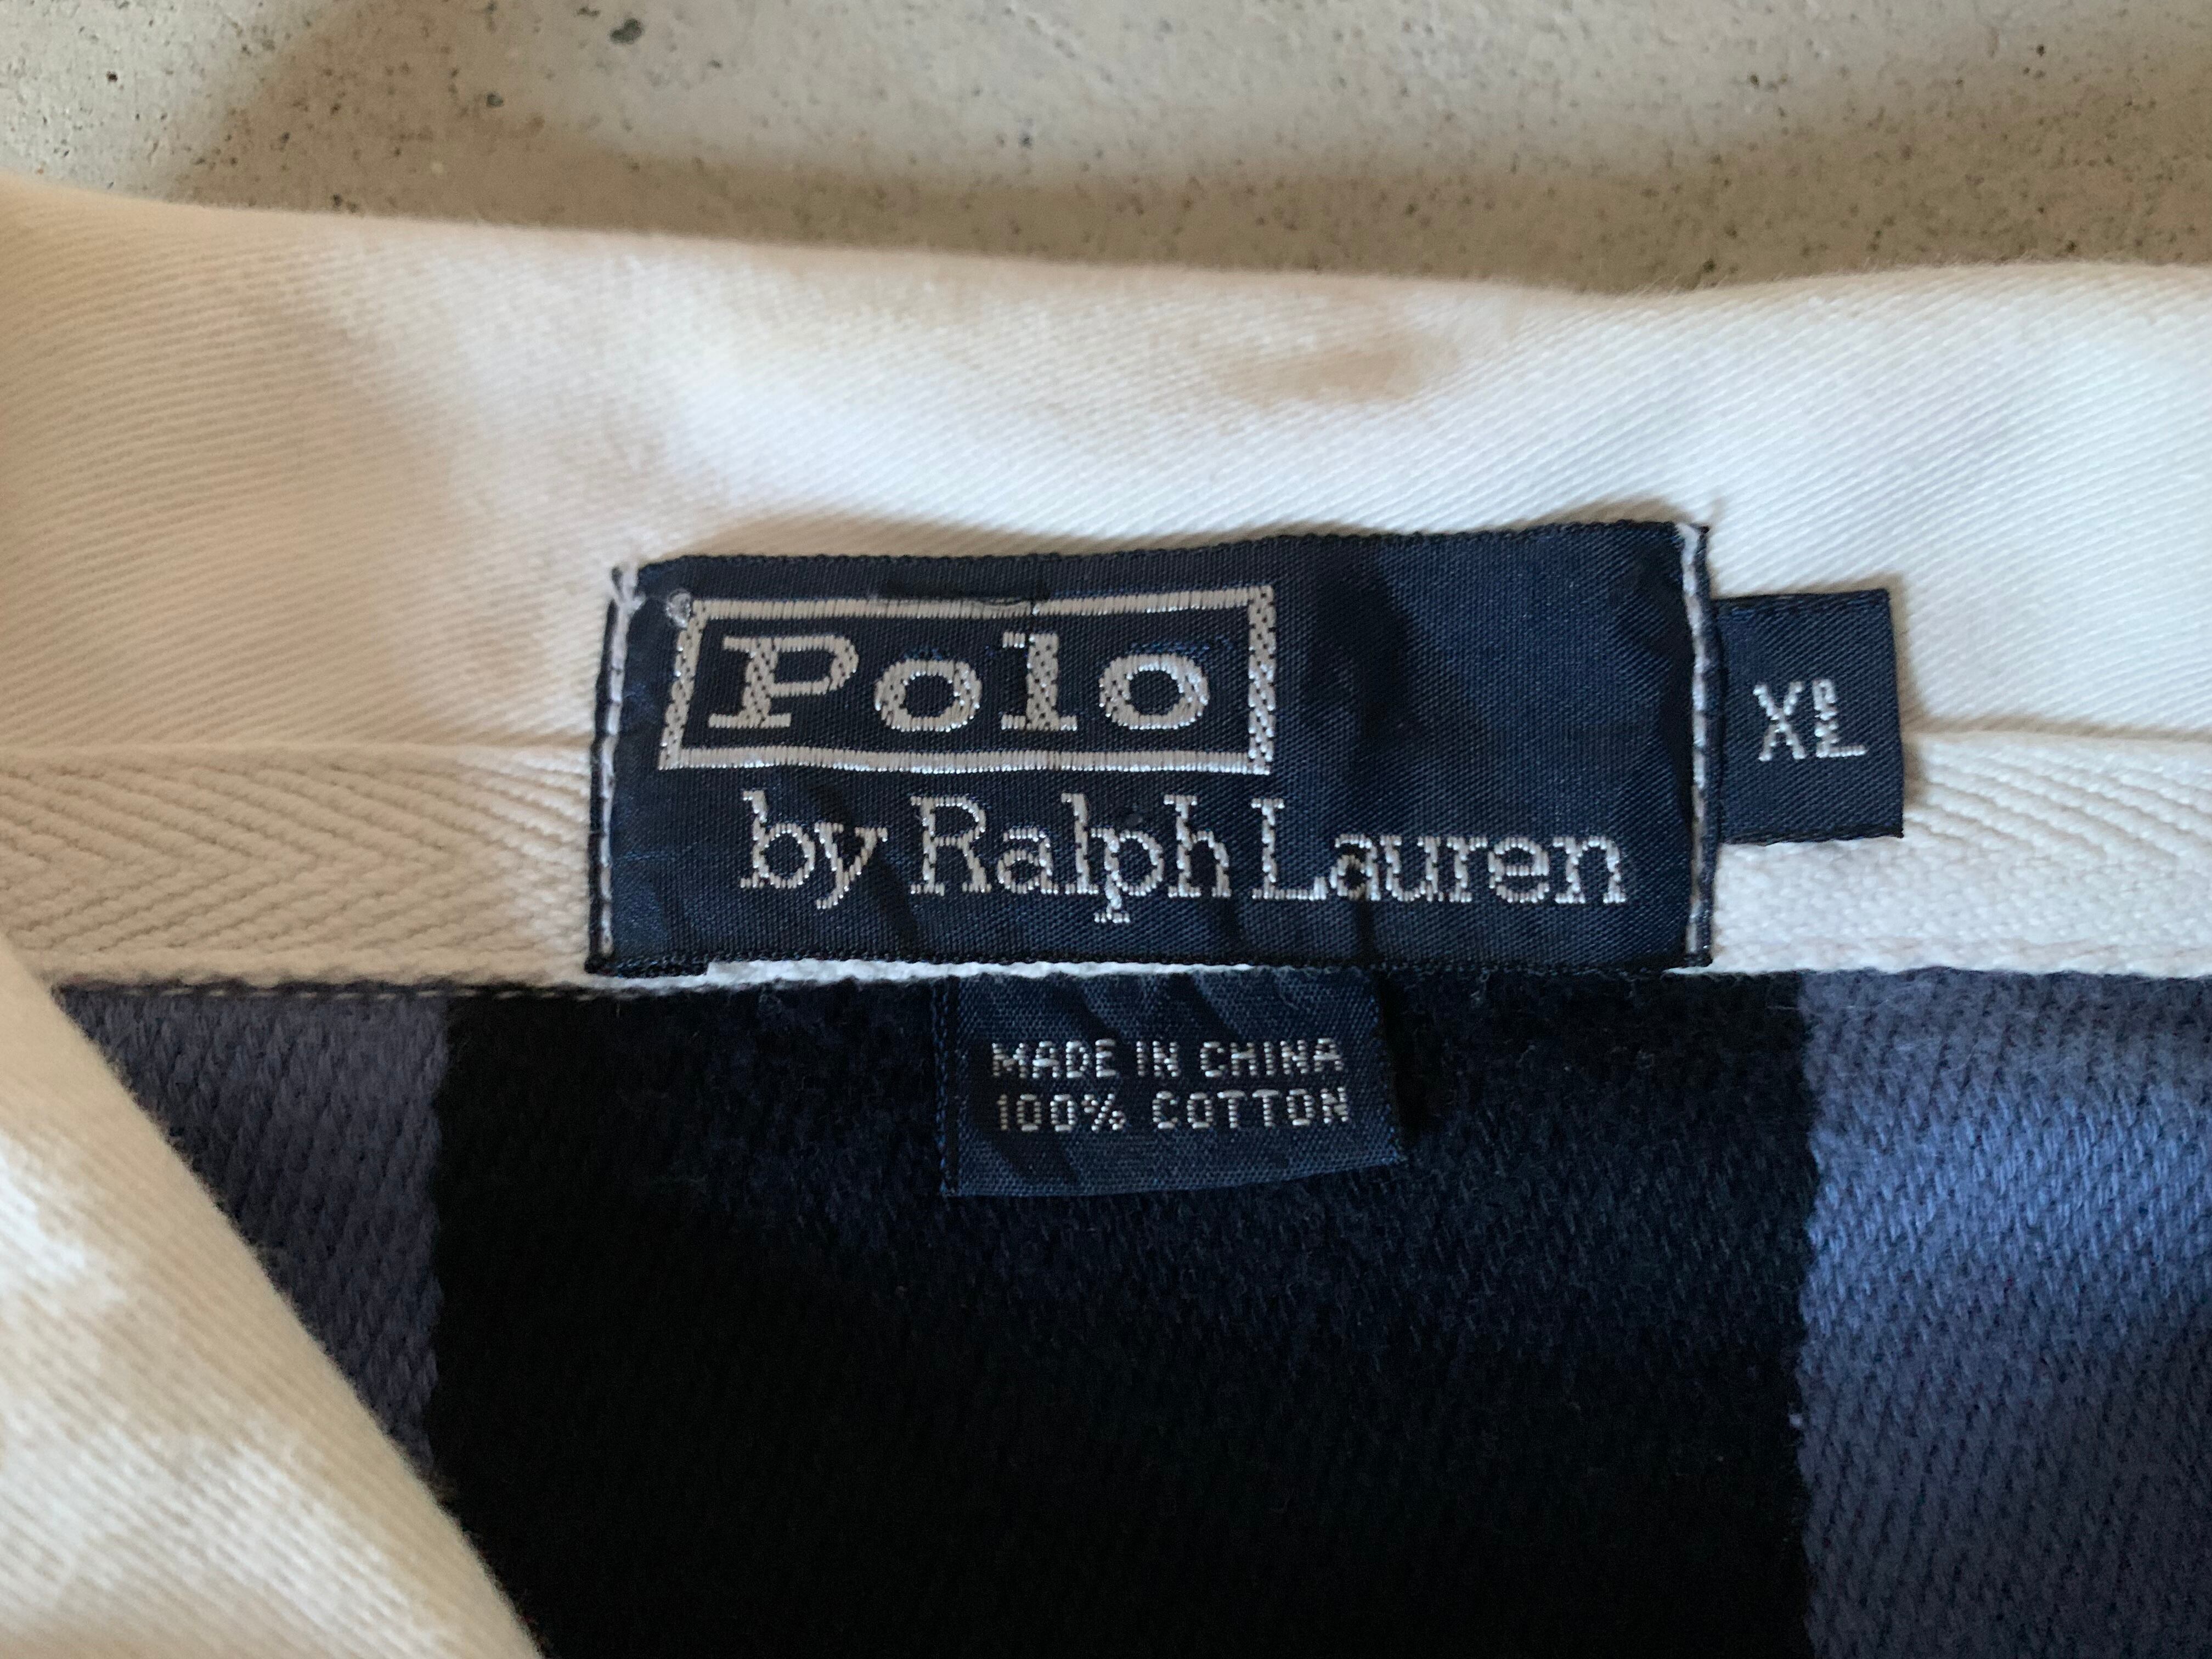 Polo
by Ralph Lauren
XL
MADE IN CHINA
100% COTTON